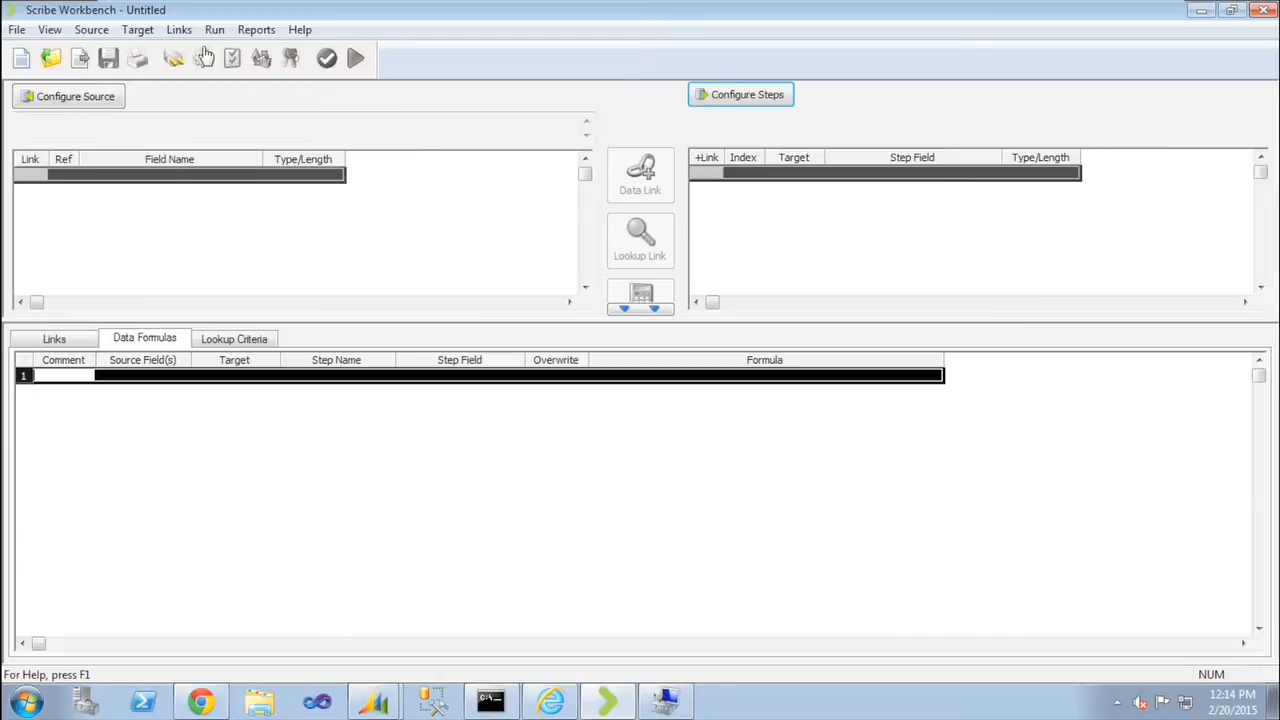 Scribe Workbench - Untitled
File View Source Target Links Run Reports Help
Configure Source
Configure Steps
Link Ref Field Name Type/Length
Data Link
Lookup Link
+Link Index Target Step Field Type/Length
Links Data Formulas Lookup Criteria
Comment Source Field(s) Target Step Name Step Field Overwrite Formula
1
For Help, press F1
NUM
12:14 PM
2/20/2015